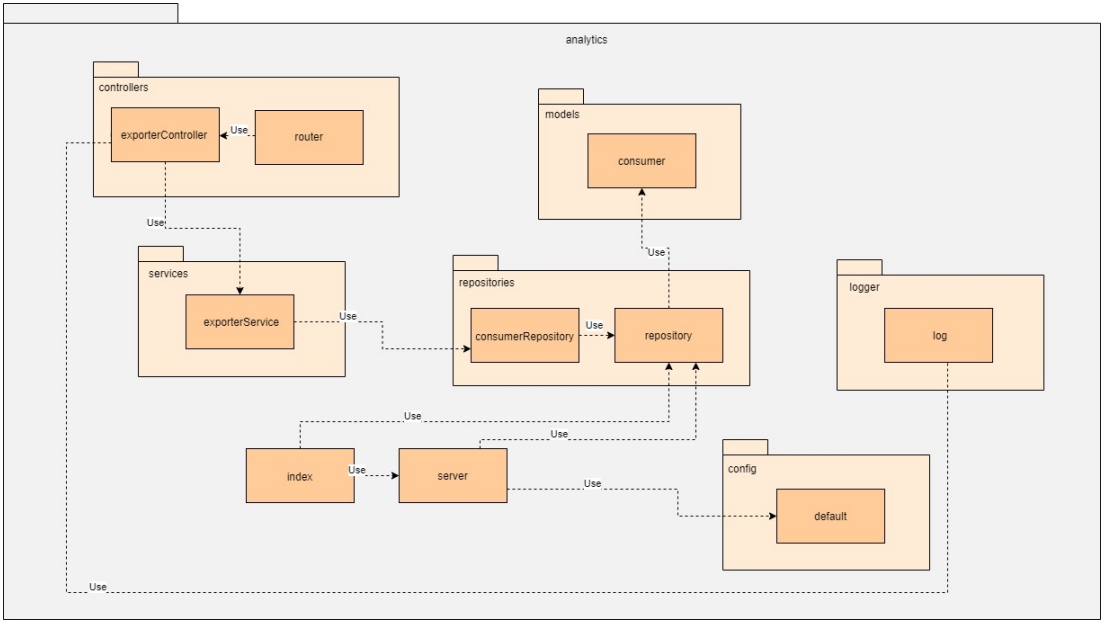 analytics
controllers
exporterController
Use
router
models
consumer
Use
Use
services
exporterService
Use
repositories
consumerRepository
Use
repository
logger
log
Use
Use
index
Use
server
Use
config
default
Use